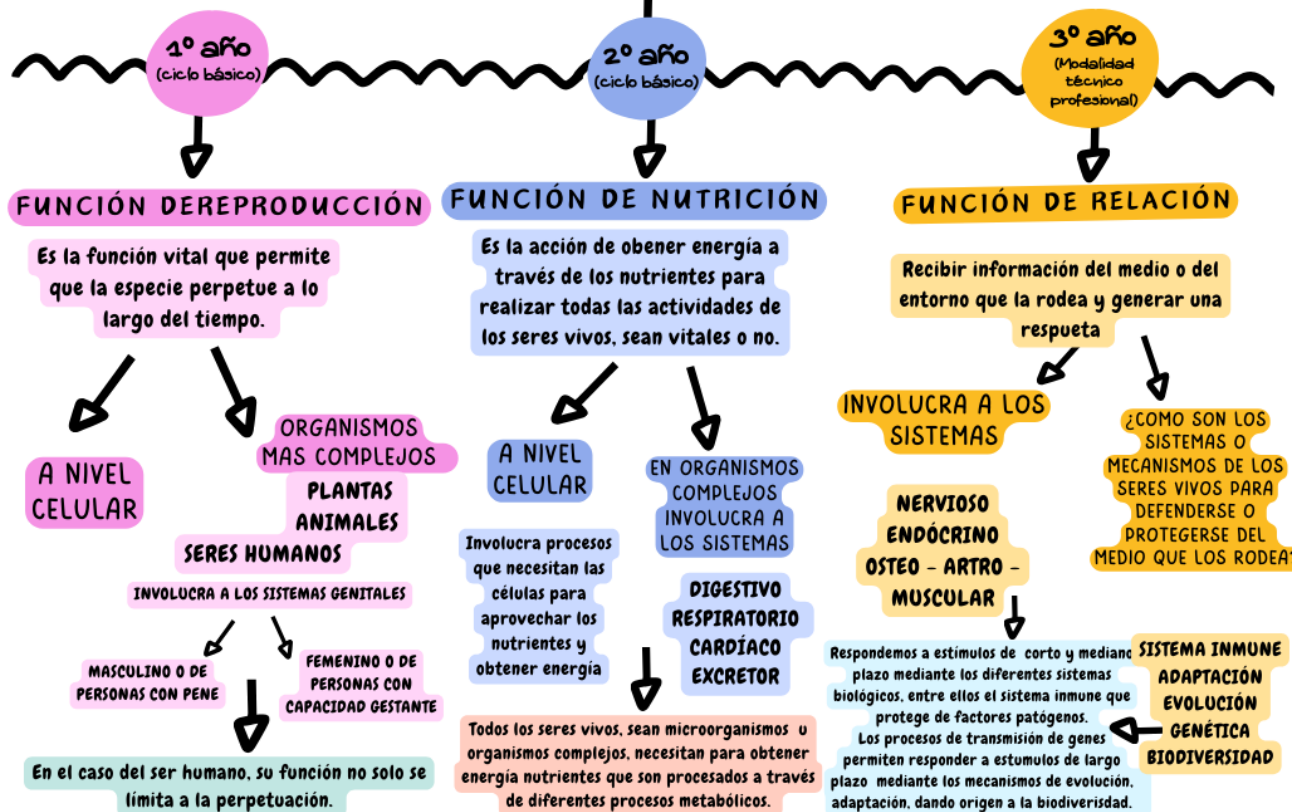 1º año
(ciclo básico)
2º año
(ciclo básico)
3º año
(Modalidad
técnico
profesional)
FUNCIÓN DEREPRODUCCIÓN
Es la función vital que permite
que la especie perpetue a lo
largo del tiempo.
A NIVEL
CELULAR
ORGANISMOS
MAS COMPLEJOS
PLANTAS
ANIMALES
SERES HUMANOS
INVOLUCRA A LOS SISTEMAS GENITALES
MASCULINO O DE
PERSONAS CON PENE
FEMENINO O DE
PERSONAS CON
CAPACIDAD GESTANTE
En el caso del ser humano, su función no solo se
límita a la perpetuación.
FUNCIÓN DE NUTRICIÓN
Es la acción de obener energía a
través de los nutrientes para
realizar todas las actividades de
los seres vivos, sean vitales o no.
A NIVEL
CELULAR
Involucra procesos
que necesitan las
células para
aprovechar los
nutrientes y
obtener energía
EN ORGANISMOS
COMPLEJOS
INVOLUCRA A
LOS SISTEMAS
DIGESTIVO
RESPIRATORIO
CARDÍACO
EXCRETOR
Todos los seres vivos, sean microorganismos u
organismos complejos, necesitan para obtener
energía nutrientes que son procesados a través
de diferentes procesos metabólicos.
FUNCIÓN DE RELACIÓN
Recibir información del medio o del
entorno que la rodea y generar una
respueta
INVOLUCRA A LOS
SISTEMAS
NERVIOSO
ENDÓCRINO
OSTEO - ARTRO -
MUSCULAR
¿COMO SON LOS
SISTEMAS O
MECANISMOS DE LOS
SERES VIVOS PARA
DEFENDERSE O
PROTEGERSE DEL
MEDIO QUE LOS RODEA?
SISTEMA INMUNE
ADAPTACIÓN
EVOLUCIÓN
GENÉTICA
BIODIVERSIDAD
Respondemos a estímulos de corto y mediano
plazo mediante los diferentes sistemas
biológicos, entre ellos el sistema inmune que
protege de factores patógenos.
Los procesos de transmisión de genes
permiten responder a estumulos de largo
plazo mediante los mecanismos de evolución,
adaptación, dando origen a la biodiverisdad.